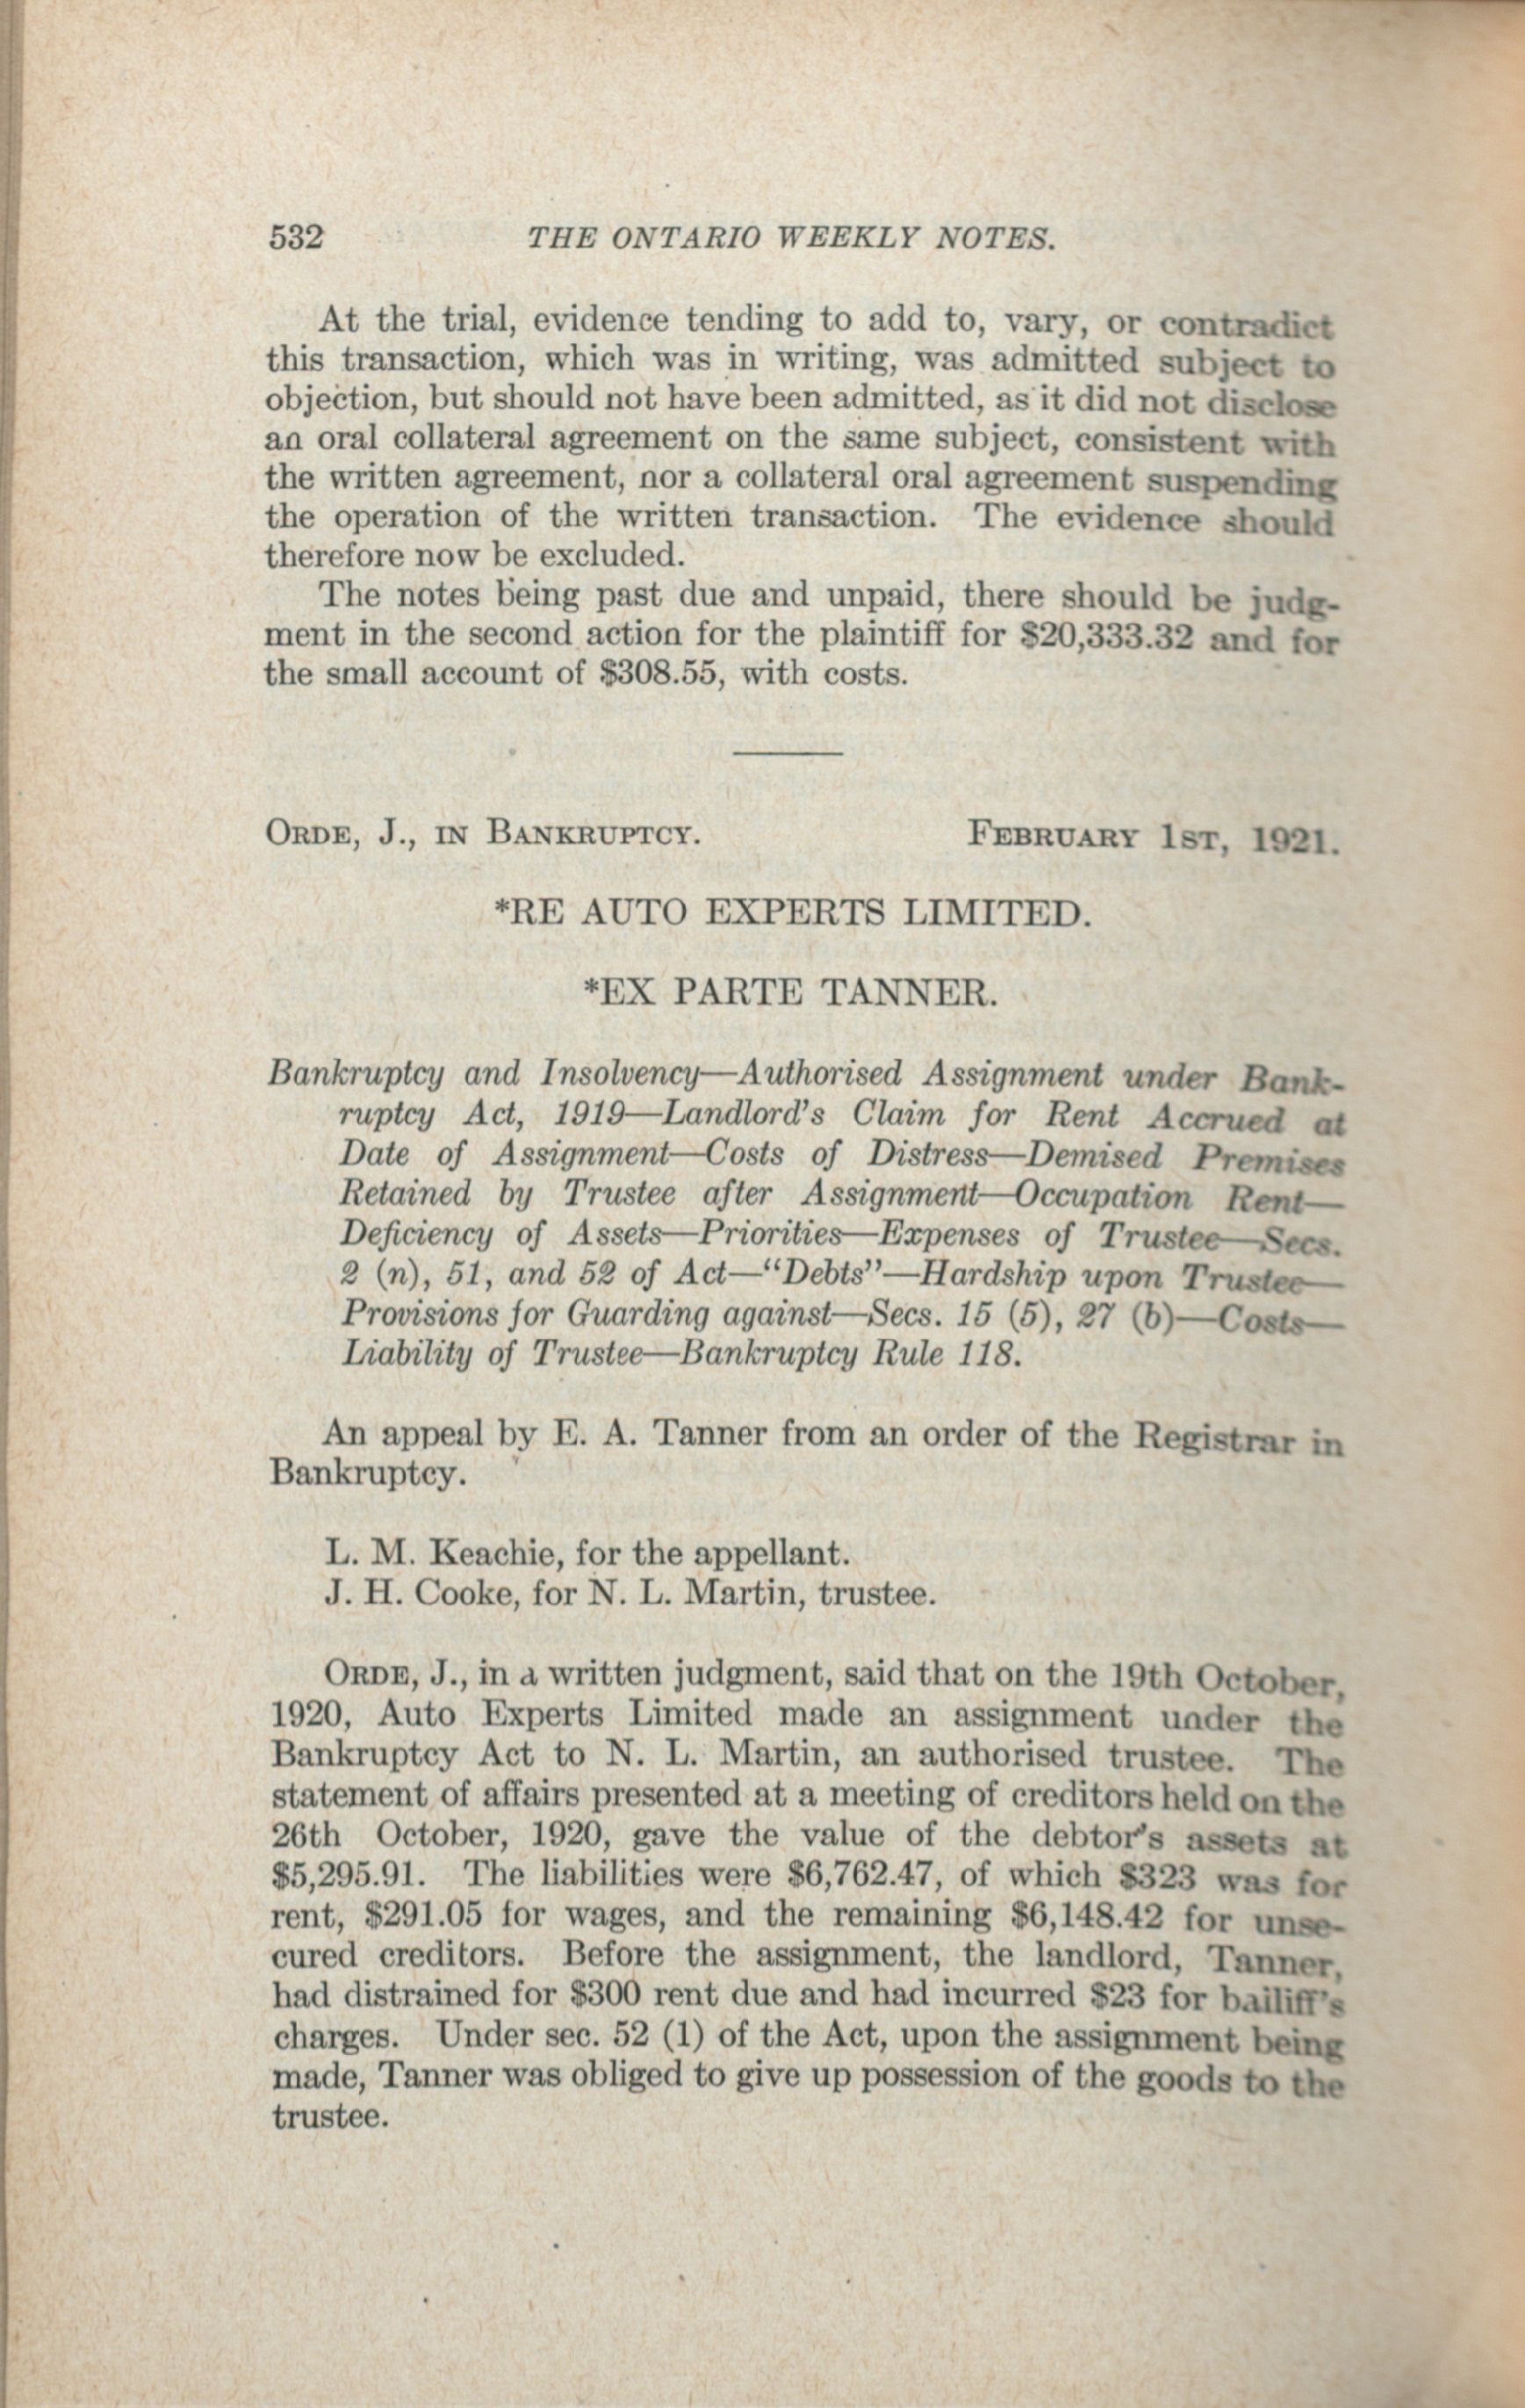 532 THE ONTARIO WEEKLY NOTES.
At the trial, evidence tending to add to, vary, or contradict
this transaction, which was in writing, was admitted subject to
objection, but should not have been admitted, as it did not disclose
an oral collateral agreement on the same subject, consistent with
the written agreement, nor a collateral oral agreement suspending
the operation of the written transaction. The evidence should
therefore now be excluded.
The notes being past due and unpaid, there should be judg-
ment in the second action for the plaintiff for $20,333.32 and for
the small account of $308.55, with costs.
ORDE, J., IN BANKRUPTCY. FEBRUARY 1ST, 1921.
*RE AUTO EXPERTS LIMITED.
*EX PARTE TANNER.
Bankruptcy and Insolvency—Authorised Assignment under Bank-
ruptcy Act, 1919—Landlord's Claim for Rent Accrued at
Date of Assignment—Costs of Distress—Demised Premises
Retained by Trustee after Assignment—Occupation Rent—
Deficiency of Assets—Priorities—Expenses of Trustee—Secs.
2 (n), 51, and 52 of Act—"Debts"—Hardship upon Trustee—
Provisions for Guarding against—Secs. 15 (5), 27 (b)—Costs—
Liability of Trustee—Bankruptcy Rule 118.
An appeal by E. A. Tanner from an order of the Registrar in
Bankruptcy.
L. M. Keachie, for the appellant.
J. H. Cooke, for N. L. Martin, trustee.
ORDE, J., in a written judgment, said that on the 19th October,
1920, Auto Experts Limited made an assignment under the
Bankruptcy Act to N. L. Martin, an authorised trustee. The
statement of affairs presented at a meeting of creditors held on the
26th October, 1920, gave the value of the debtor's assets at
$5,295.91. The liabilities were $6,762.47, of which $323 was for
rent, $291.05 for wages, and the remaining $6,148.42 for unse-
cured creditors. Before the assignment, the landlord, Tanner,
had distrained for $300 rent due and had incurred $23 for bailiff's
charges. Under sec. 52 (1) of the Act, upon the assignment being
made, Tanner was obliged to give up possession of the goods to the
trustee.